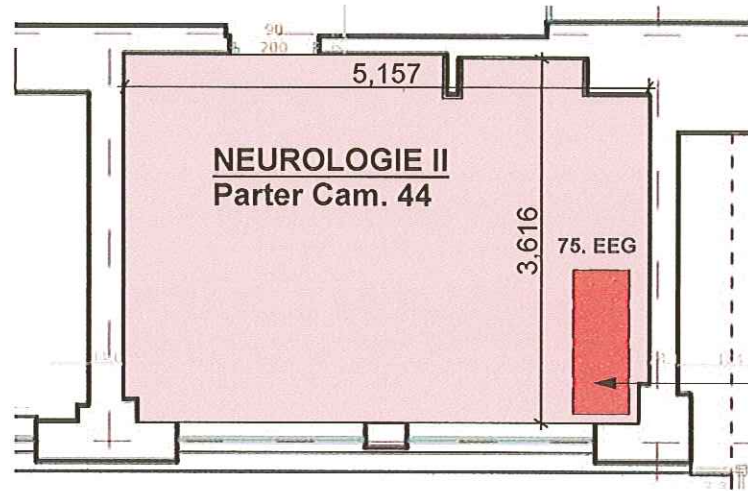 90
200
5,157
NEUROLOGIE II
Parter Cam. 44
3,616
75. EEG